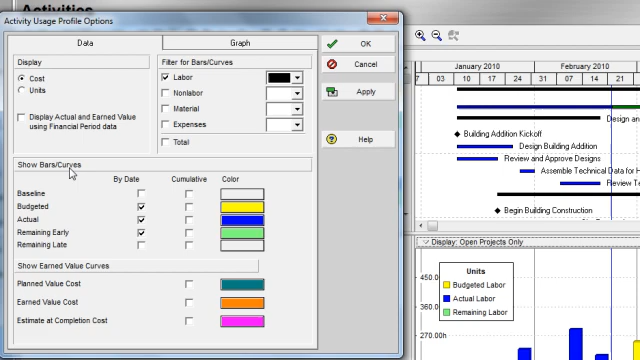 Activities
Activity Usage Profile Options
Data
Graph
OK
Cancel
Apply
Help
Display
Cost
Units
Display Actual and Earned Value
using Financial Period data
Filter for Bars/Curves
Labor
Nonlabor
Material
Expenses
Total
Show Bars/Curves
By Date Cumulative Color
Baseline
Budgeted
Actual
Remaining Early
Remaining Late
Show Earned Value Curves
Planned Value Cost
Earned Value Cost
Estimate at Completion Cost
January 2010 February 2010
7 03 10 17 24 31 07 14 21
Design an
Building Addition Kickoff
Design Building Addition
Review and Approve Designs
Assemble Technical Data for H
Review T
Begin Building Construction
Display: Open Projects Only
Units
Budgeted Labor
Actual Labor
Remaining Labor
450.0
360.0
270.00h